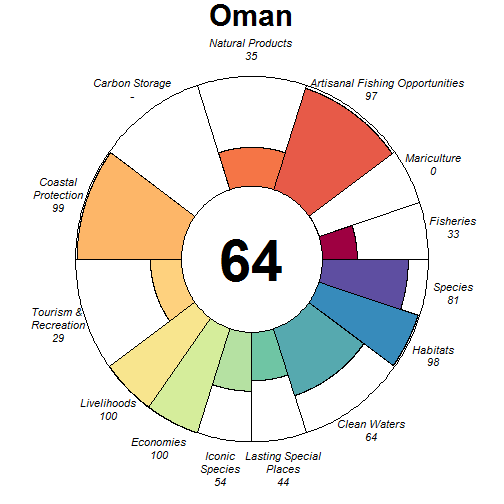 Oman
Natural Products
35
Carbon Storage
-
Artisanal Fishing Opportunities
97
Mariculture
0
Coastal
Protection
99
Fisheries
33
64
Species
81
Tourism &
Recreation
29
Habitats
98
Livelihoods
100
Clean Waters
64
Economies
100
Iconic
Species
54
Lasting Special
Places
44